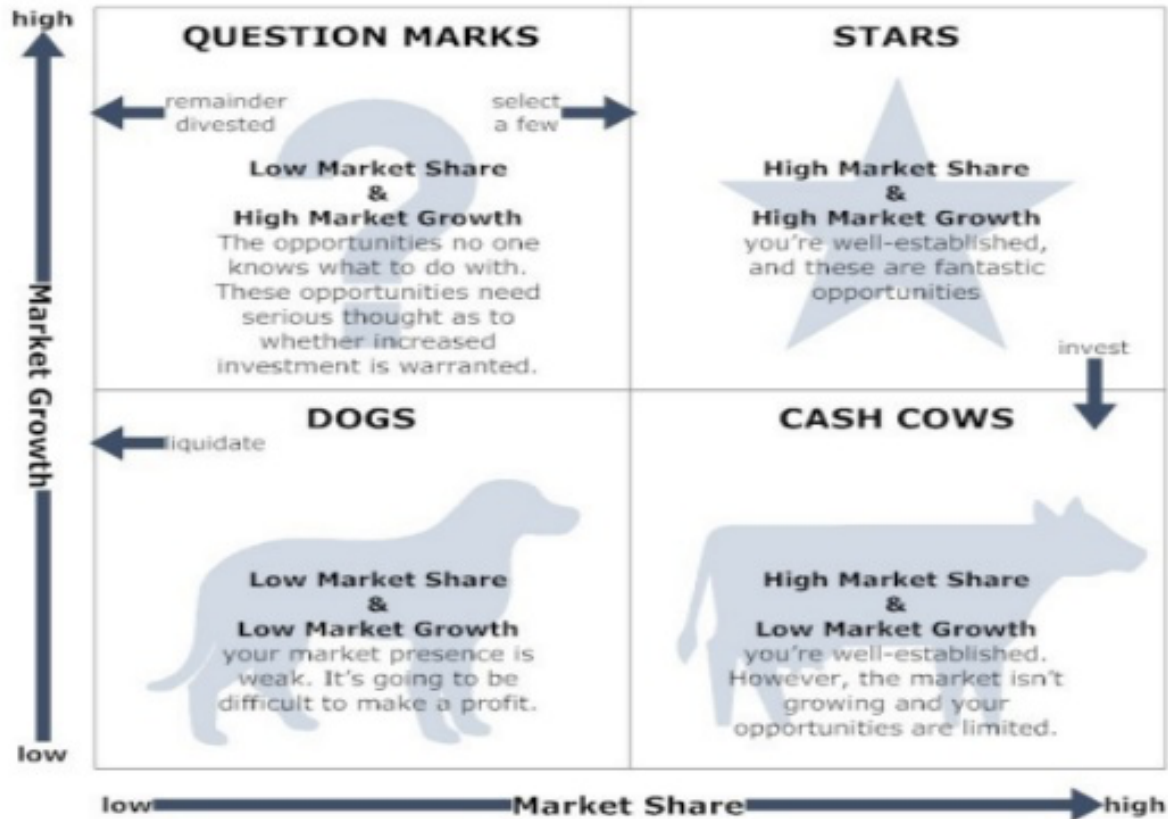 high
QUESTION MARKS
remainder
divested
select
a few
Low Market Share
&
High Market Growth
The opportunities no one
knows what to do with.
These opportunities need
serious thought as to
whether increased
investment is warranted.
STARS
High Market Share
&
High Market Growth
you're well-established,
and these are fantastic
opportunities
invest
Market Growth
DOGS
liquidate
Low Market Share
&
Low Market Growth
your market presence is
weak. It's going to be
difficult to make a profit.
CASH COWS
High Market Share
&
Low Market Growth
you're well-established.
However, the market isn't
growing and your
opportunities are limited.
low
low
Market Share
high